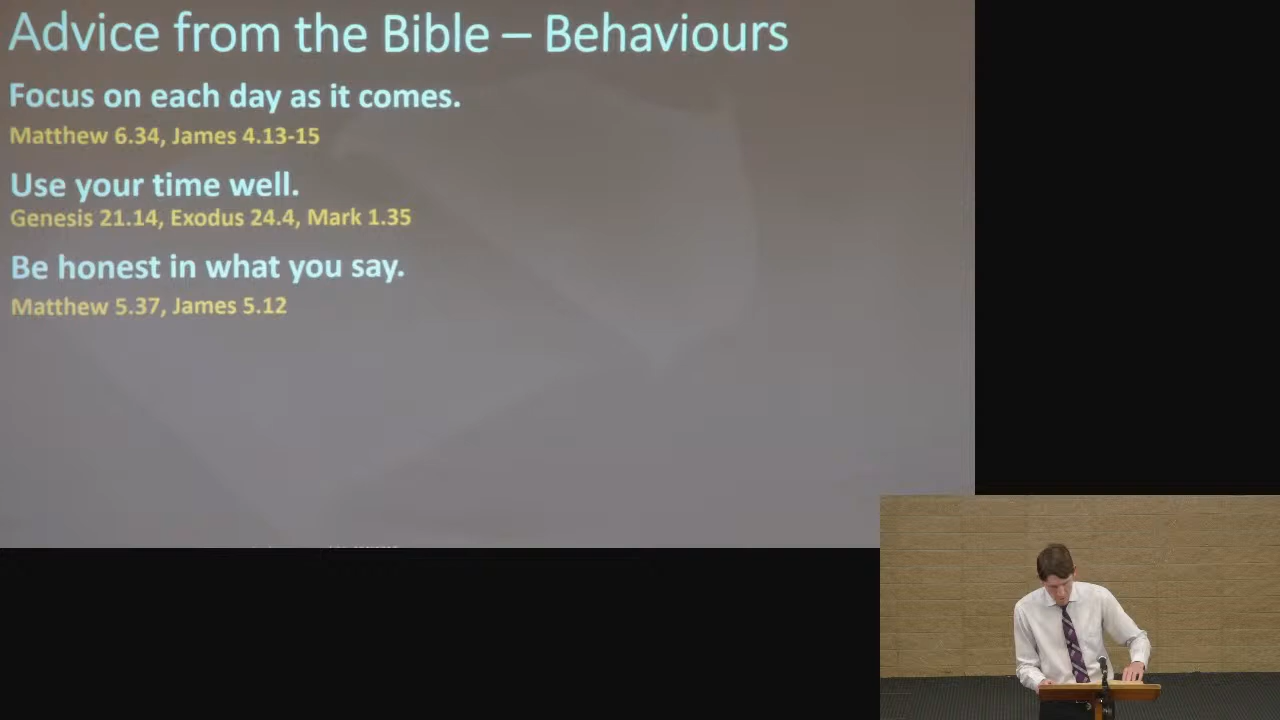 Advice from the Bible – Behaviours
Focus on each day as it comes.
Matthew 6.34, James 4.13-15
Use your time well.
Genesis 21.14, Exodus 24.4, Mark 1.35
Be honest in what you say.
Matthew 5.37, James 5.12